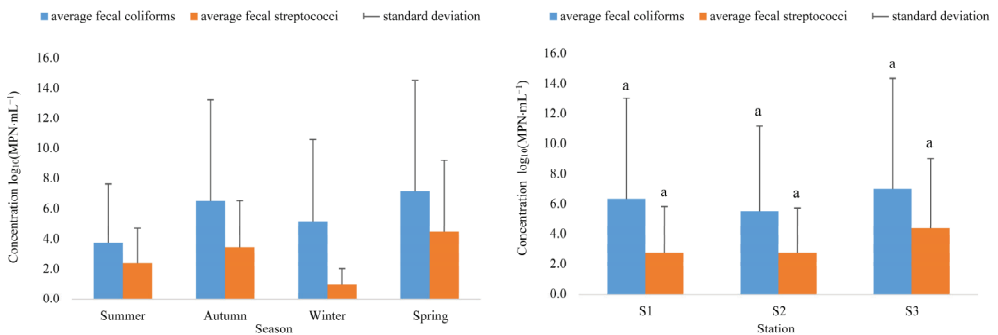 average fecal coliforms average fecal streptococci standard deviation
16.0
14.0
12.0
10.0
8.0
6.0
4.0
2.0
0.0
Concentration log₁₀(MPN·mL⁻¹)
Summer Autumn Winter Spring
Season
average fecal coliforms average fecal streptococci standard deviation
16.0
14.0
12.0
10.0
8.0
6.0
4.0
2.0
0.0
Concentration log₁₀(MPN·mL⁻¹)
a a a a a a
S1 S2 S3
Station